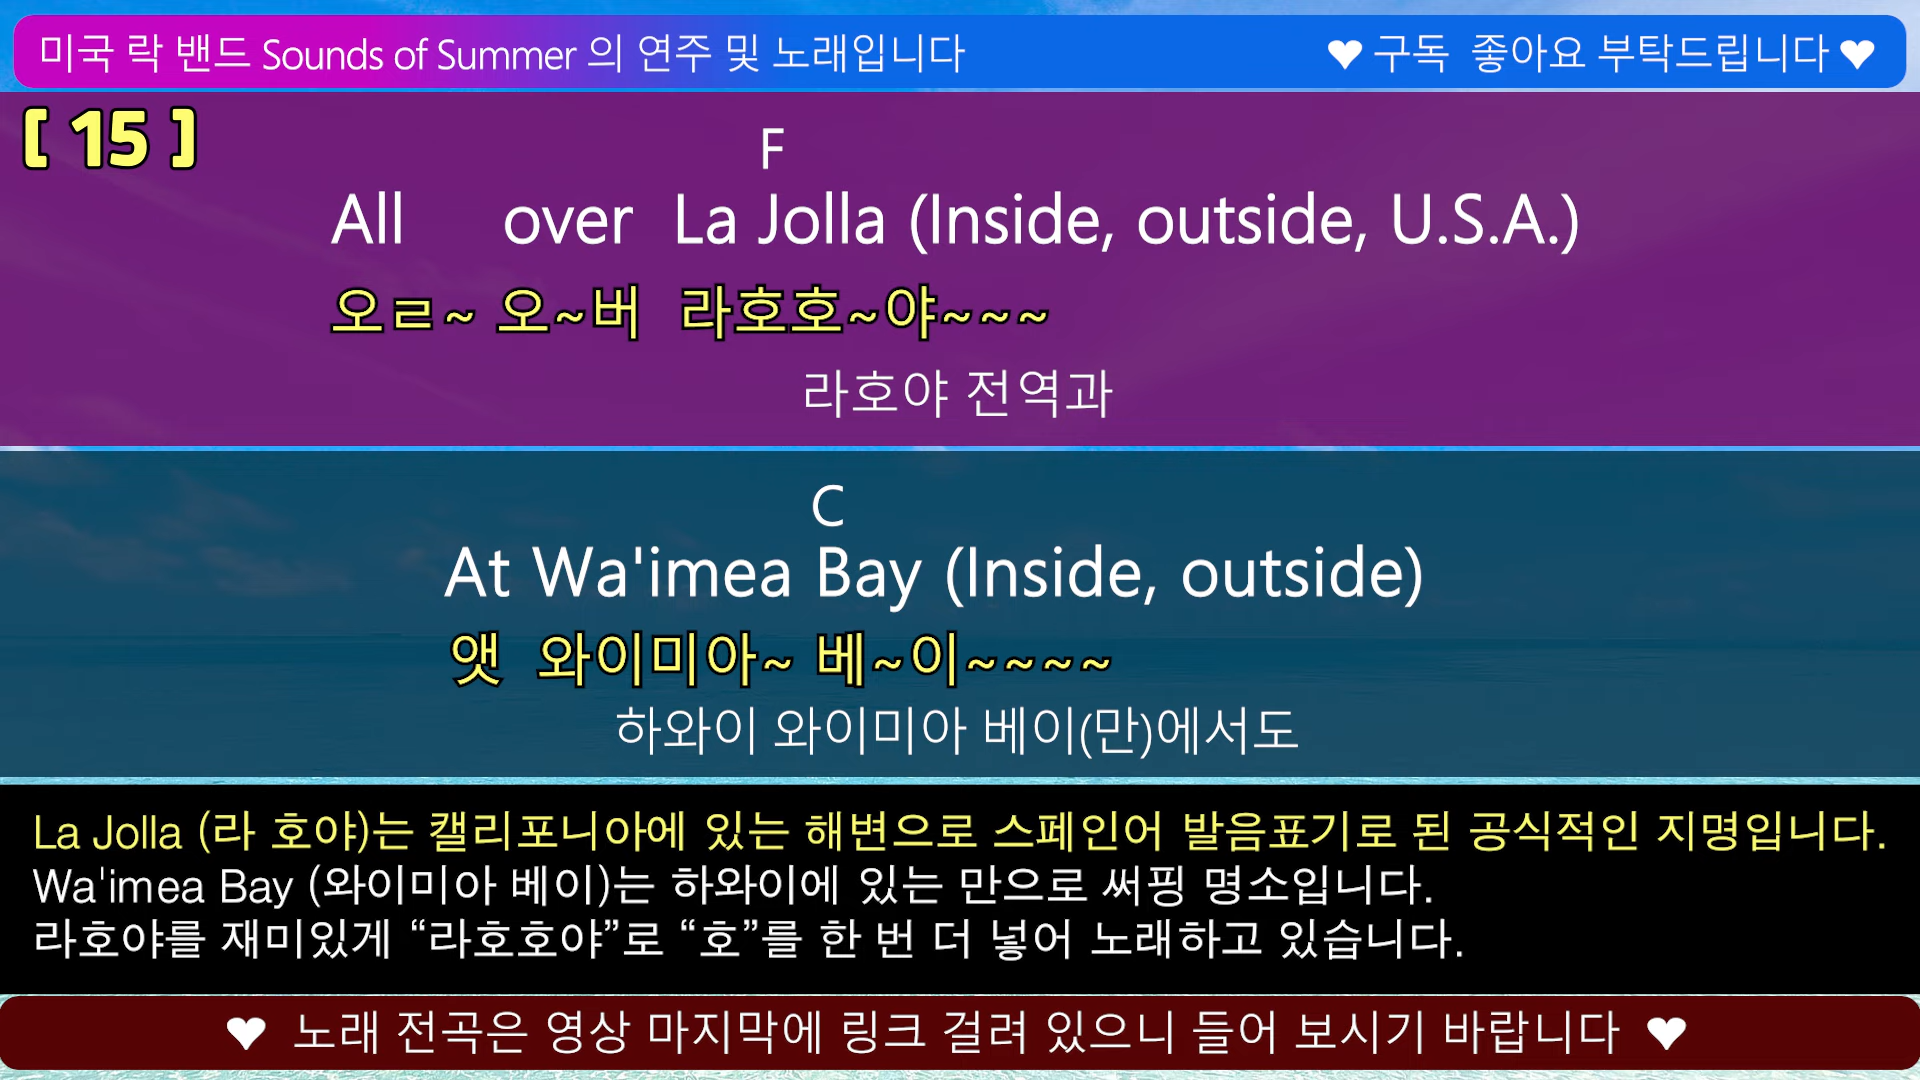 미국 락 밴드 Sounds of Summer 의 연주 및 노래입니다
♥ 구독 좋아요 부탁드립니다 ♥
[ 15 ]
F
All over La Jolla (Inside, outside, U.S.A.)
오ㄹ~ 오~버 라호호~야~~~
라호야 전역과
C
At Wa'imea Bay (Inside, outside)
앳 와이미아~ 베~이~~~~
하와이 와이미아 베이(만)에서도
La Jolla (라 호야)는 캘리포니아에 있는 해변으로 스페인어 발음표기로 된 공식적인 지명입니다.
Wa'imea Bay (와이미아 베이)는 하와이에 있는 만으로 써핑 명소입니다.
라호야를 재미있게 “라호호야”로 “호”를 한 번 더 넣어 노래하고 있습니다.
♥ 노래 전곡은 영상 마지막에 링크 걸려 있으니 들어 보시기 바랍니다 ♥